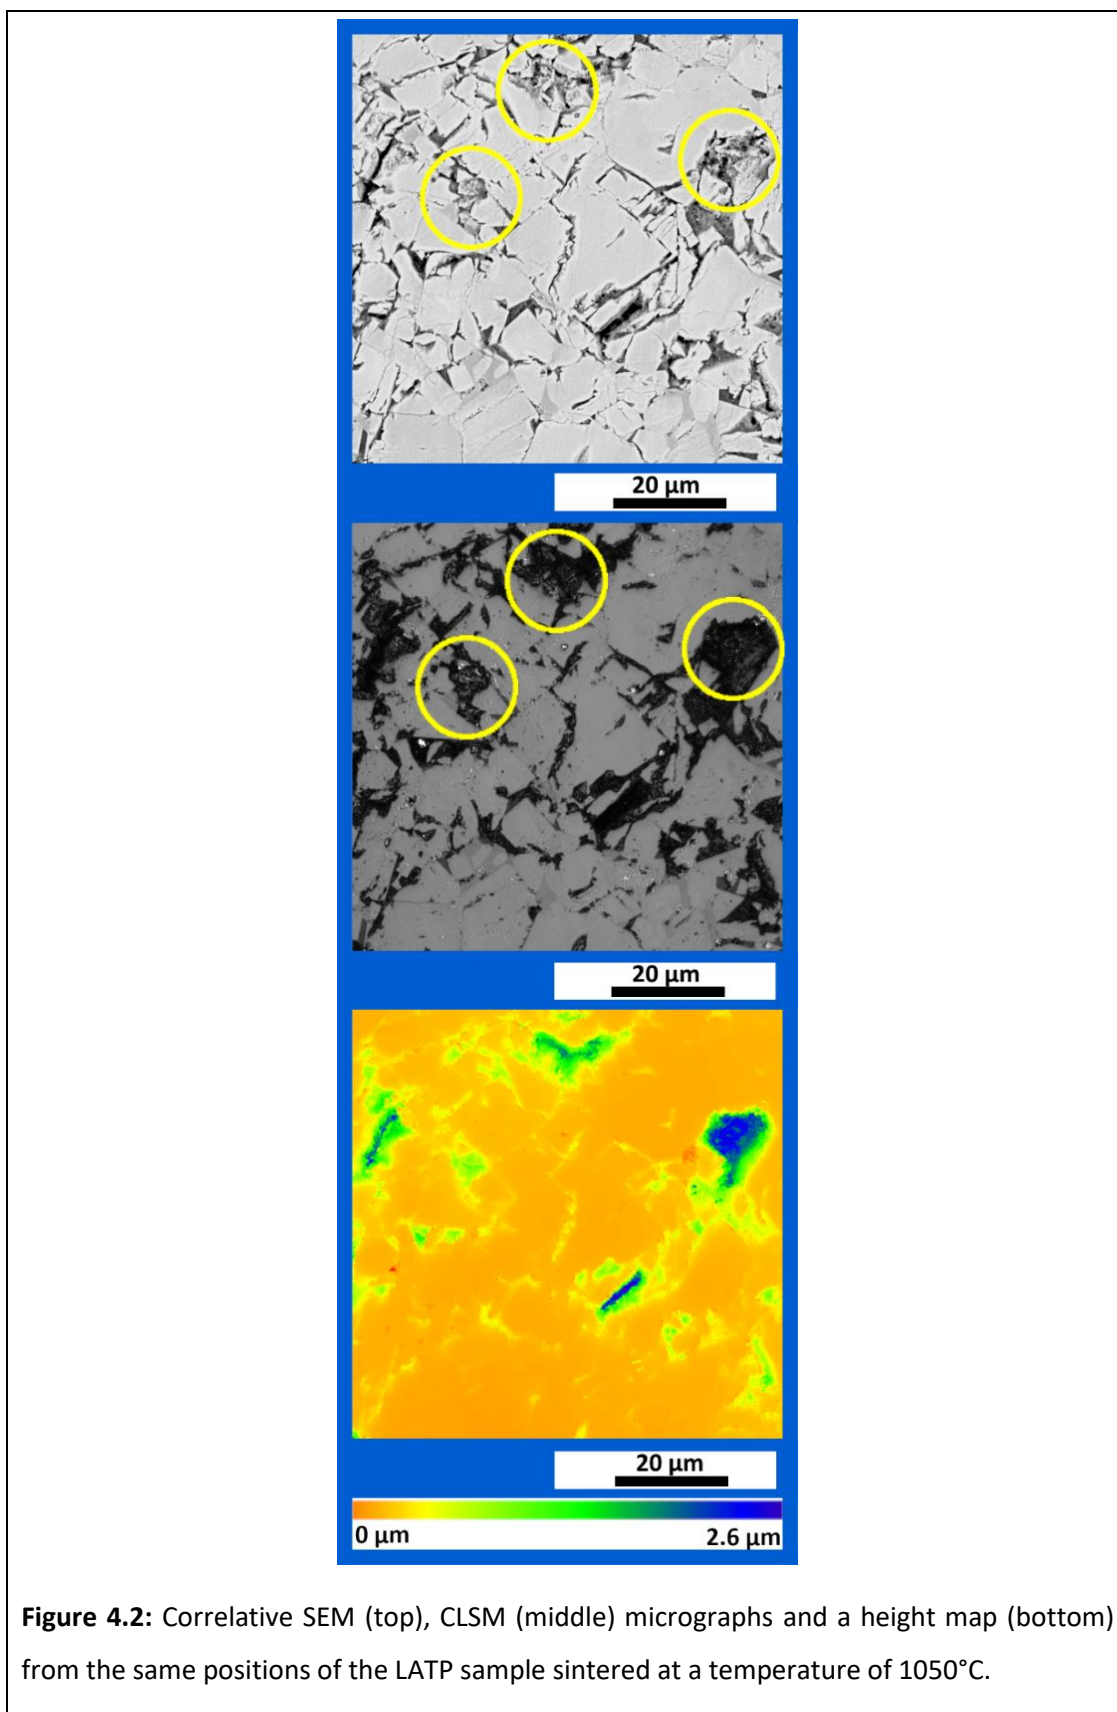 20 µm
20 µm
20 µm
0 µm 2.6 µm
Figure 4.2: Correlative SEM (top), CLSM (middle) micrographs and a height map (bottom)
from the same positions of the LATP sample sintered at a temperature of 1050°C.